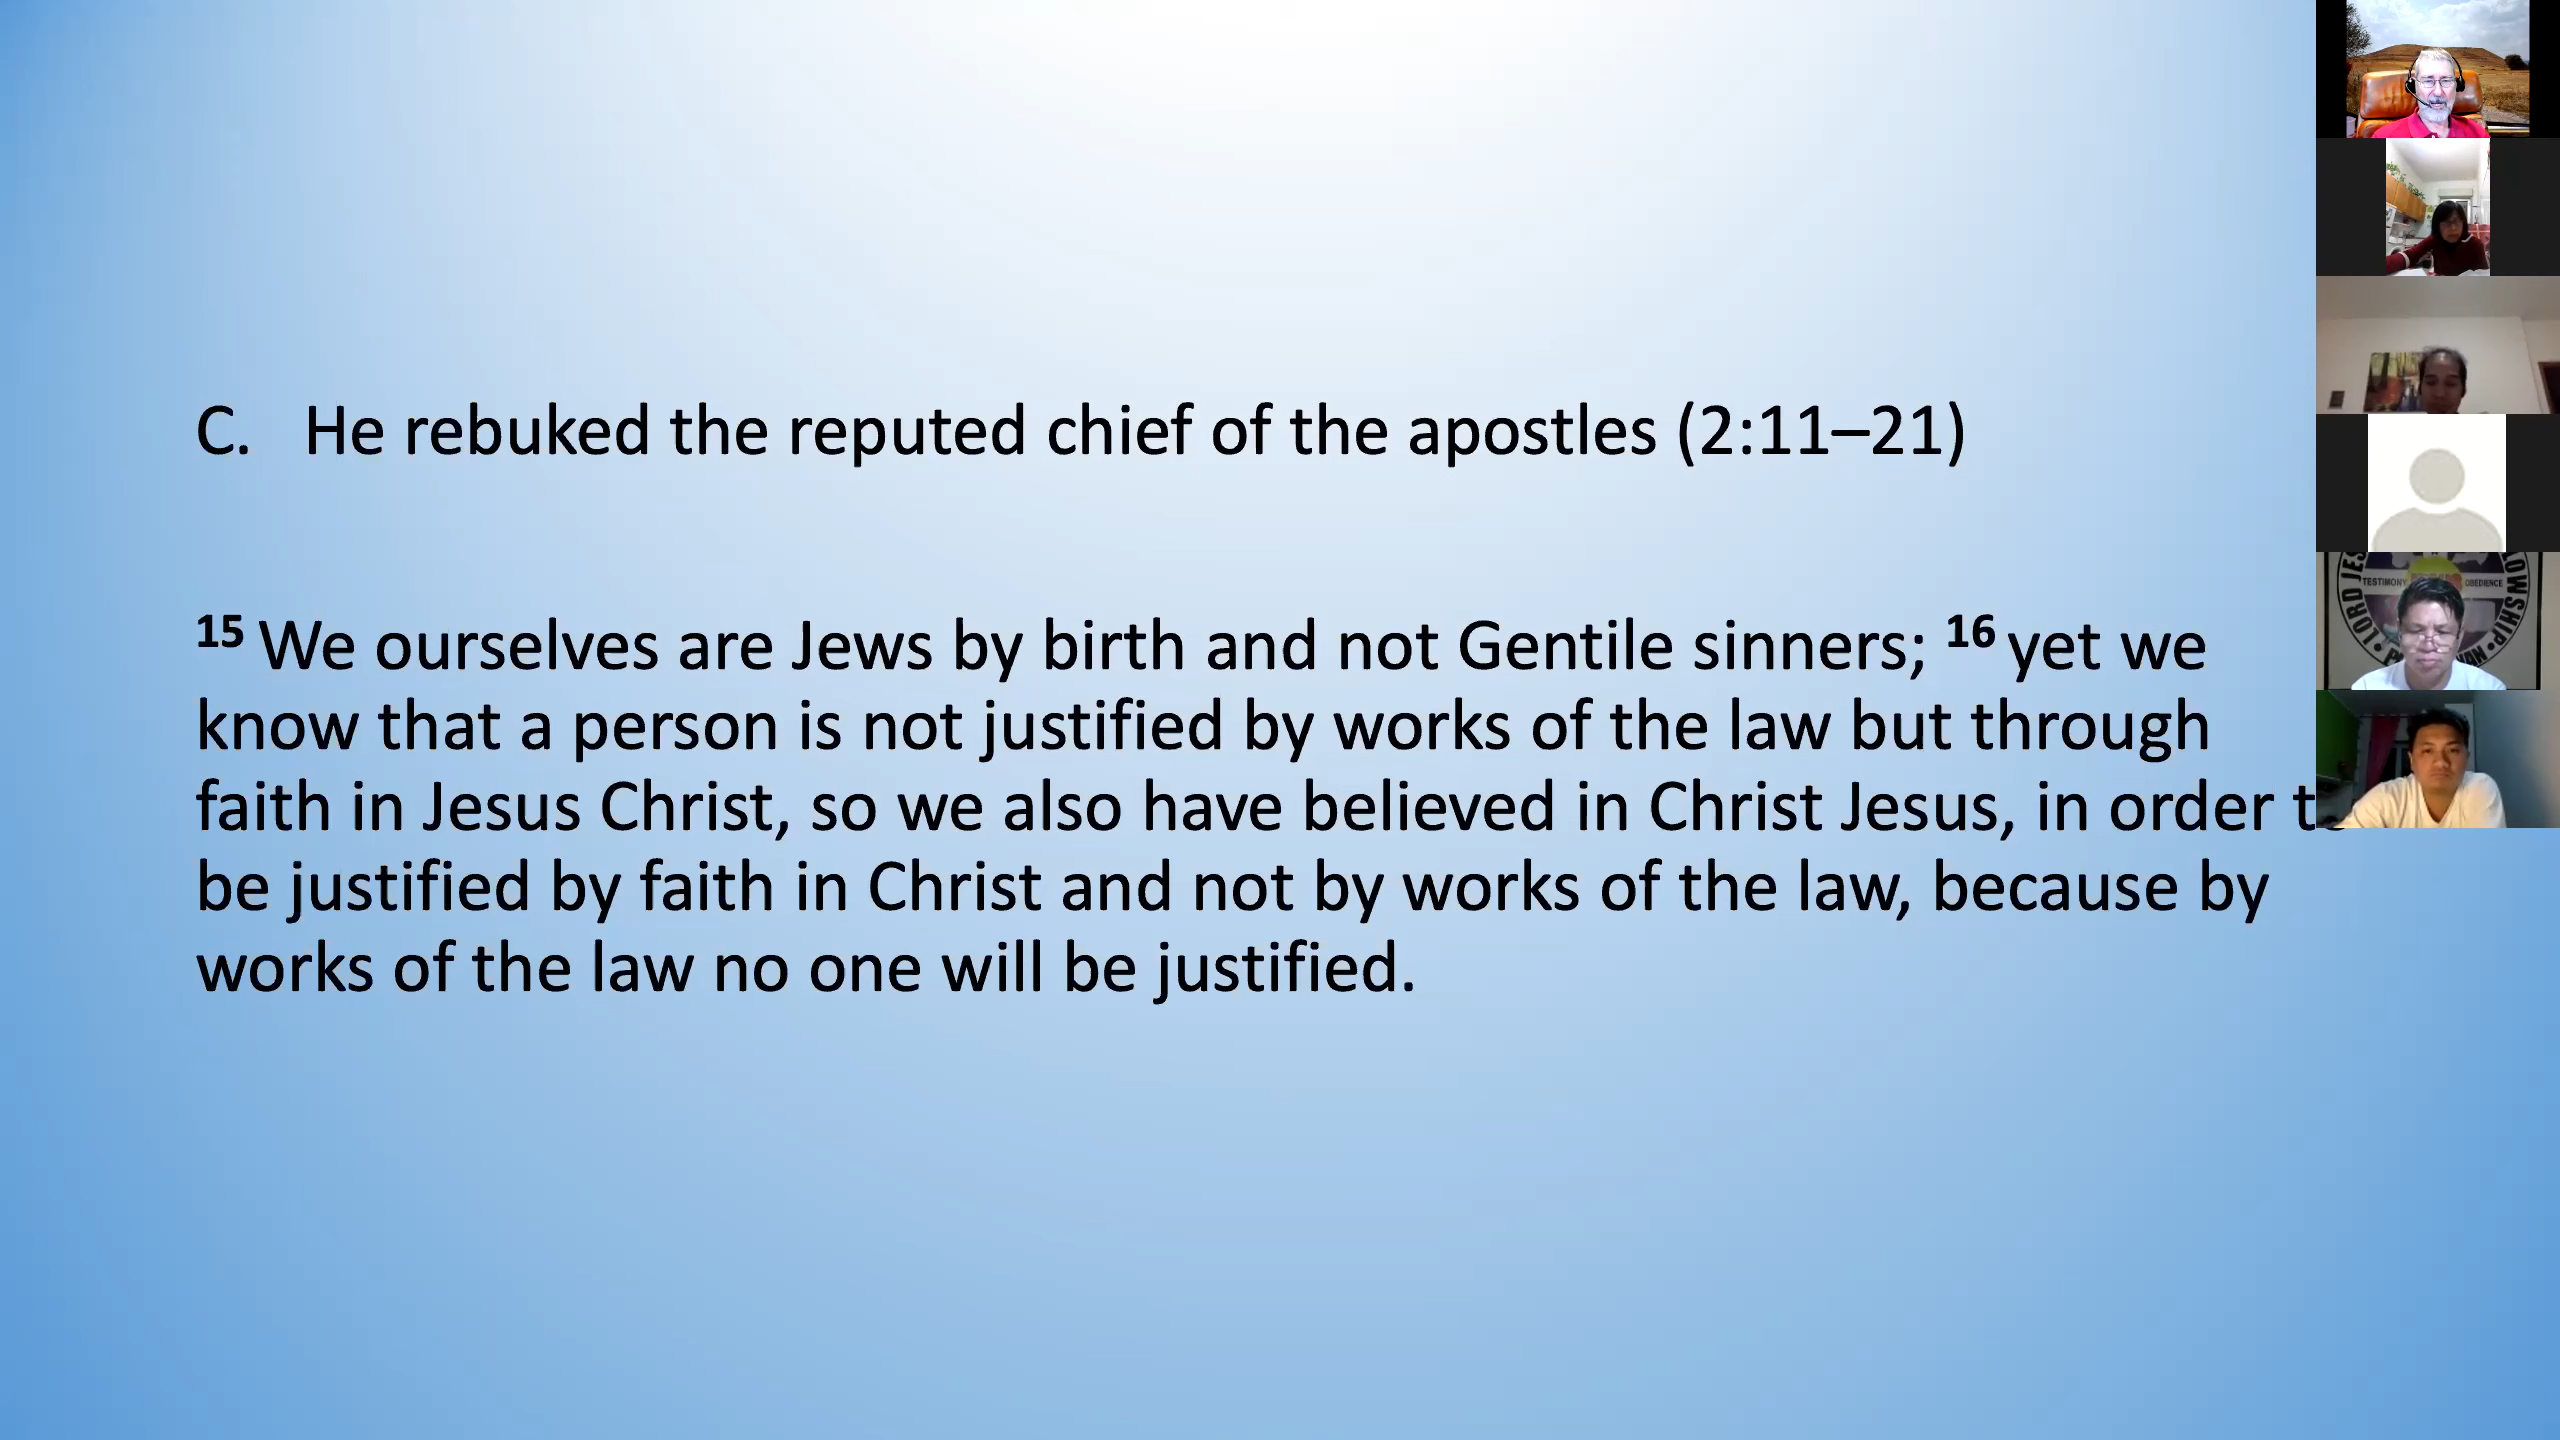 C. He rebuked the reputed chief of the apostles (2:11–21)
15 We ourselves are Jews by birth and not Gentile sinners; 16 yet we
know that a person is not justified by works of the law but through
faith in Jesus Christ, so we also have believed in Christ Jesus, in order
be justified by faith in Christ and not by works of the law, because by
works of the law no one will be justified.
TESTIMONY
OBEDIENCE
LORD